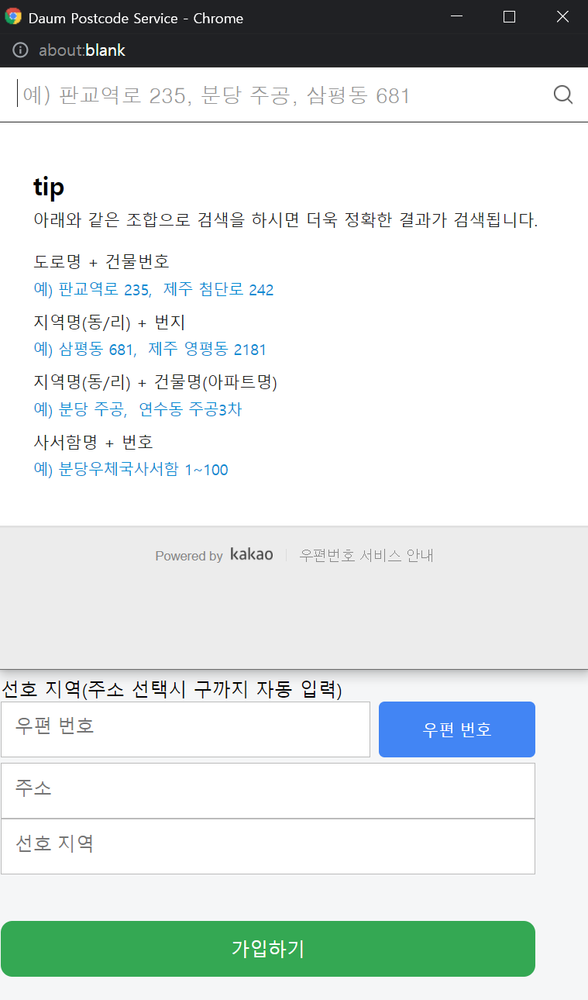 Daum Postcode Service - Chrome
about:blank
예) 판교역로 235, 분당 주공, 삼평동 681
tip
아래와 같은 조합으로 검색을 하시면 더욱 정확한 결과가 검색됩니다.
도로명 + 건물번호
예) 판교역로 235, 제주 첨단로 242
지역명(동/리) + 번지
예) 삼평동 681, 제주 영평동 2181
지역명(동/리) + 건물명(아파트명)
예) 분당 주공, 연수동 주공3차
사서함명 + 번호
예) 분당우체국사서함 1~100
Powered by kakao 우편번호 서비스 안내
선호 지역(주소 선택시 구까지 자동 입력)
우편 번호 우편 번호
주소
선호 지역
가입하기